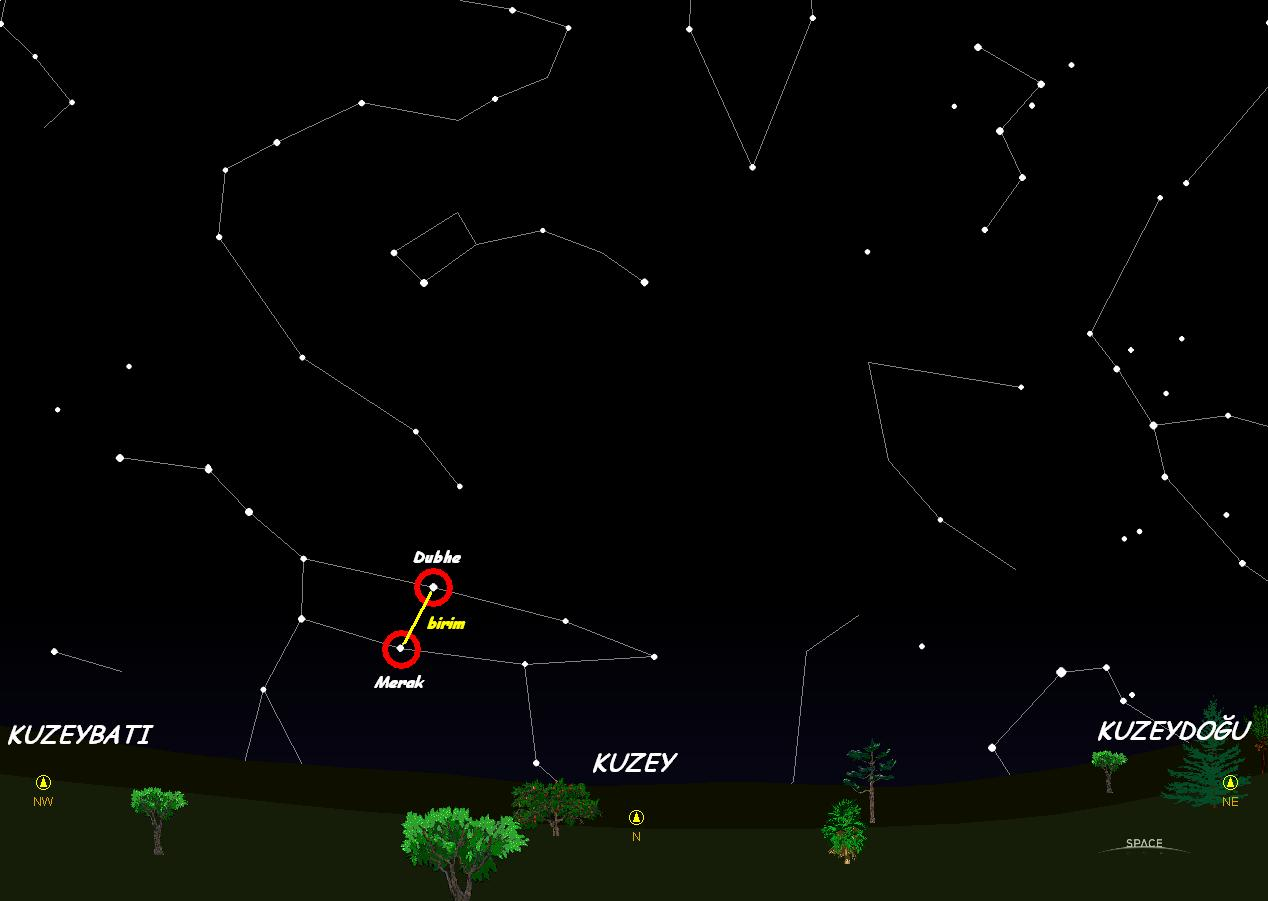 Dubhe
birim
Merak
KUZEYBATI
KUZEY
KUZEYDOĞU
NW
N
NE
SPACE